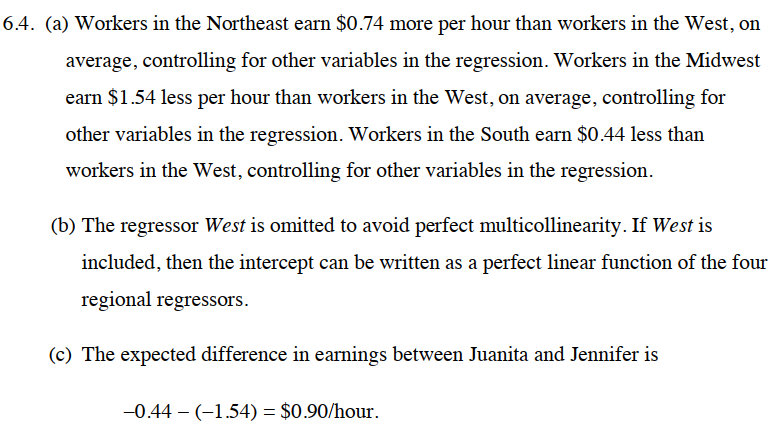 6.4. (a) Workers in the Northeast earn $0.74 more per hour than workers in the West, on
average, controlling for other variables in the regression. Workers in the Midwest
earn $1.54 less per hour than workers in the West, on average, controlling for
other variables in the regression. Workers in the South earn $0.44 less than
workers in the West, controlling for other variables in the regression.
(b) The regressor West is omitted to avoid perfect multicollinearity. If West is
included, then the intercept can be written as a perfect linear function of the four
regional regressors.
(c) The expected difference in earnings between Juanita and Jennifer is
−0.44 − (−1.54) = $0.90/hour.